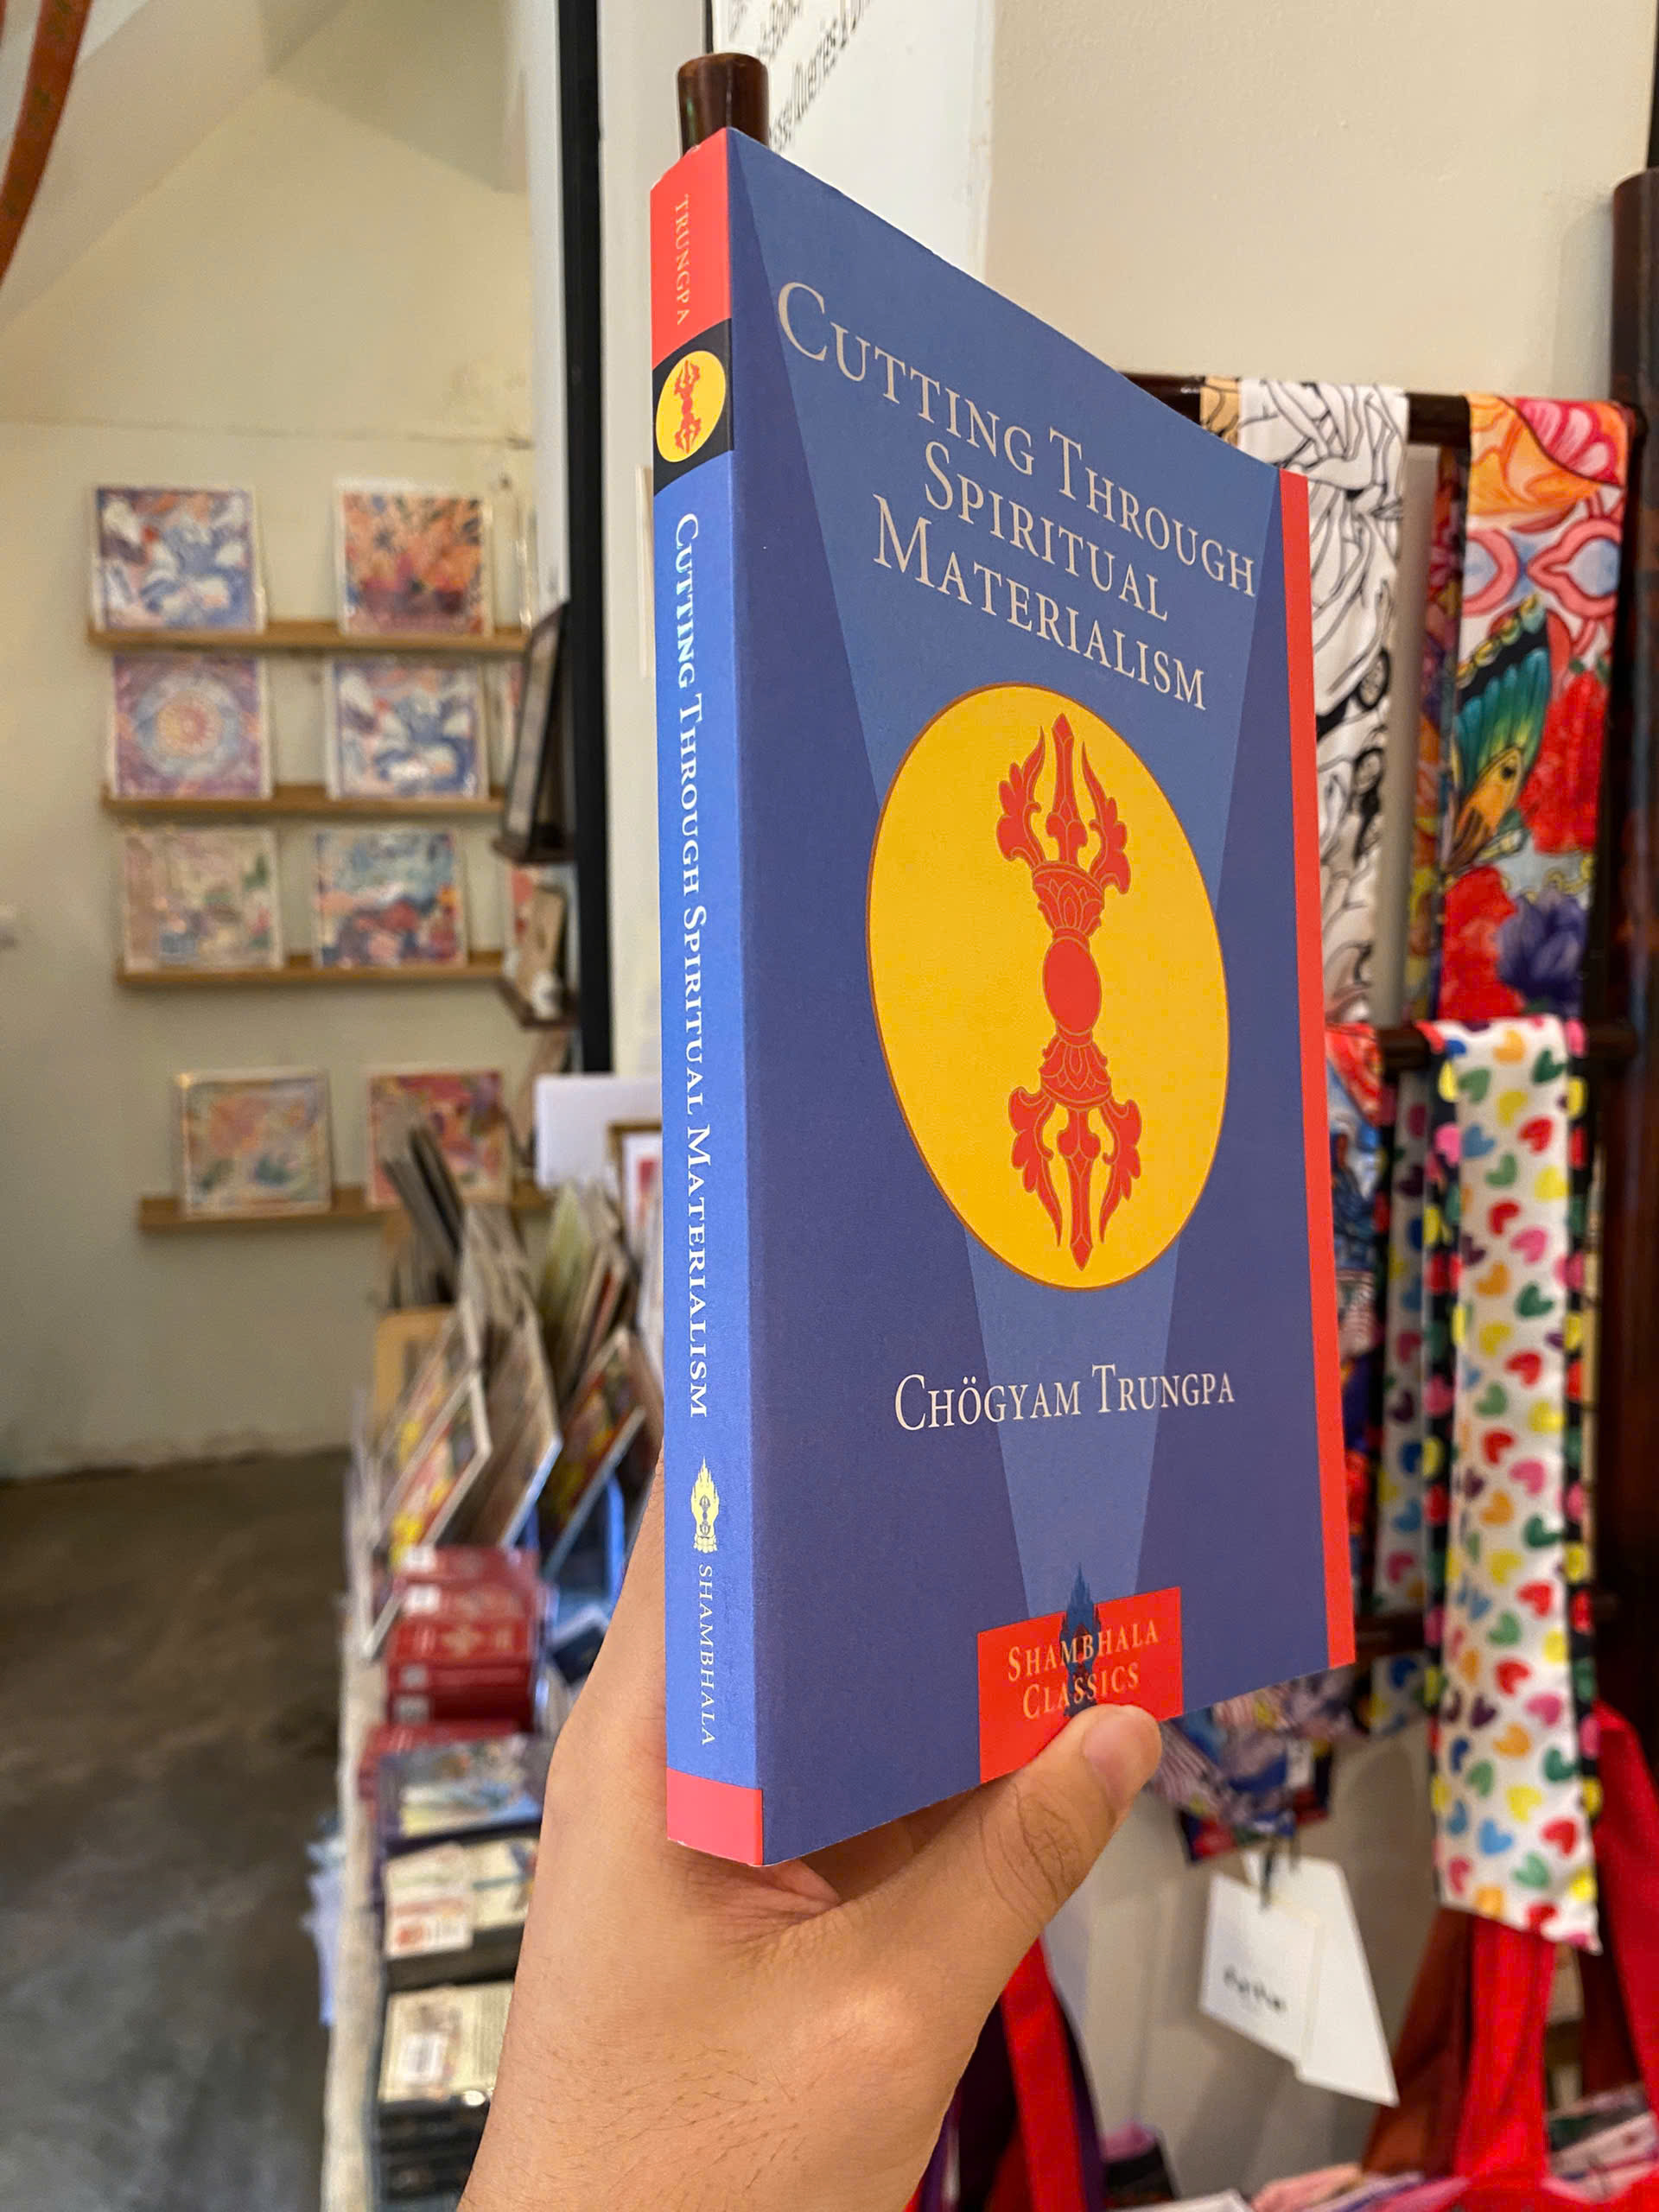 TRUNGPA
CUTTING THROUGH SPIRITUAL MATERIALISM
SHAMBHALA
CUTTING THROUGH
SPIRITUAL
MATERIALISM
CHÖGYAM TRUNGPA
SHAMBHALA
CLASSICS